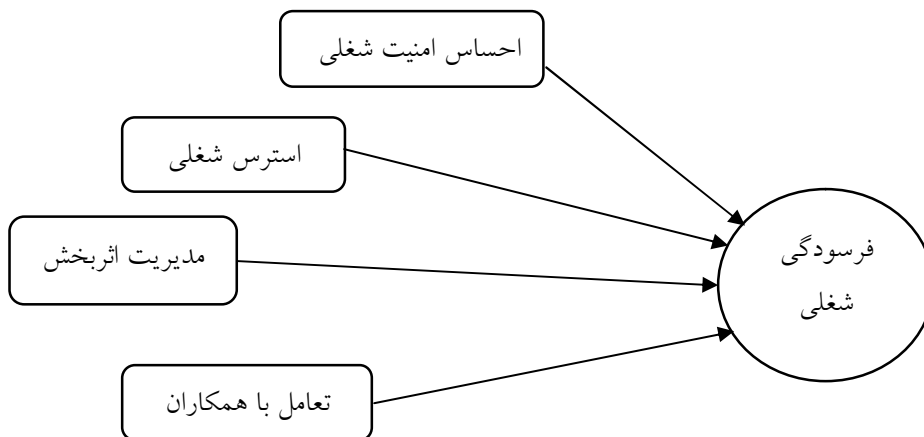 احساس امنیت شغلی
استرس شغلی
مدیریت اثربخش
تعامل با همکاران
فرسودگی
شغلی